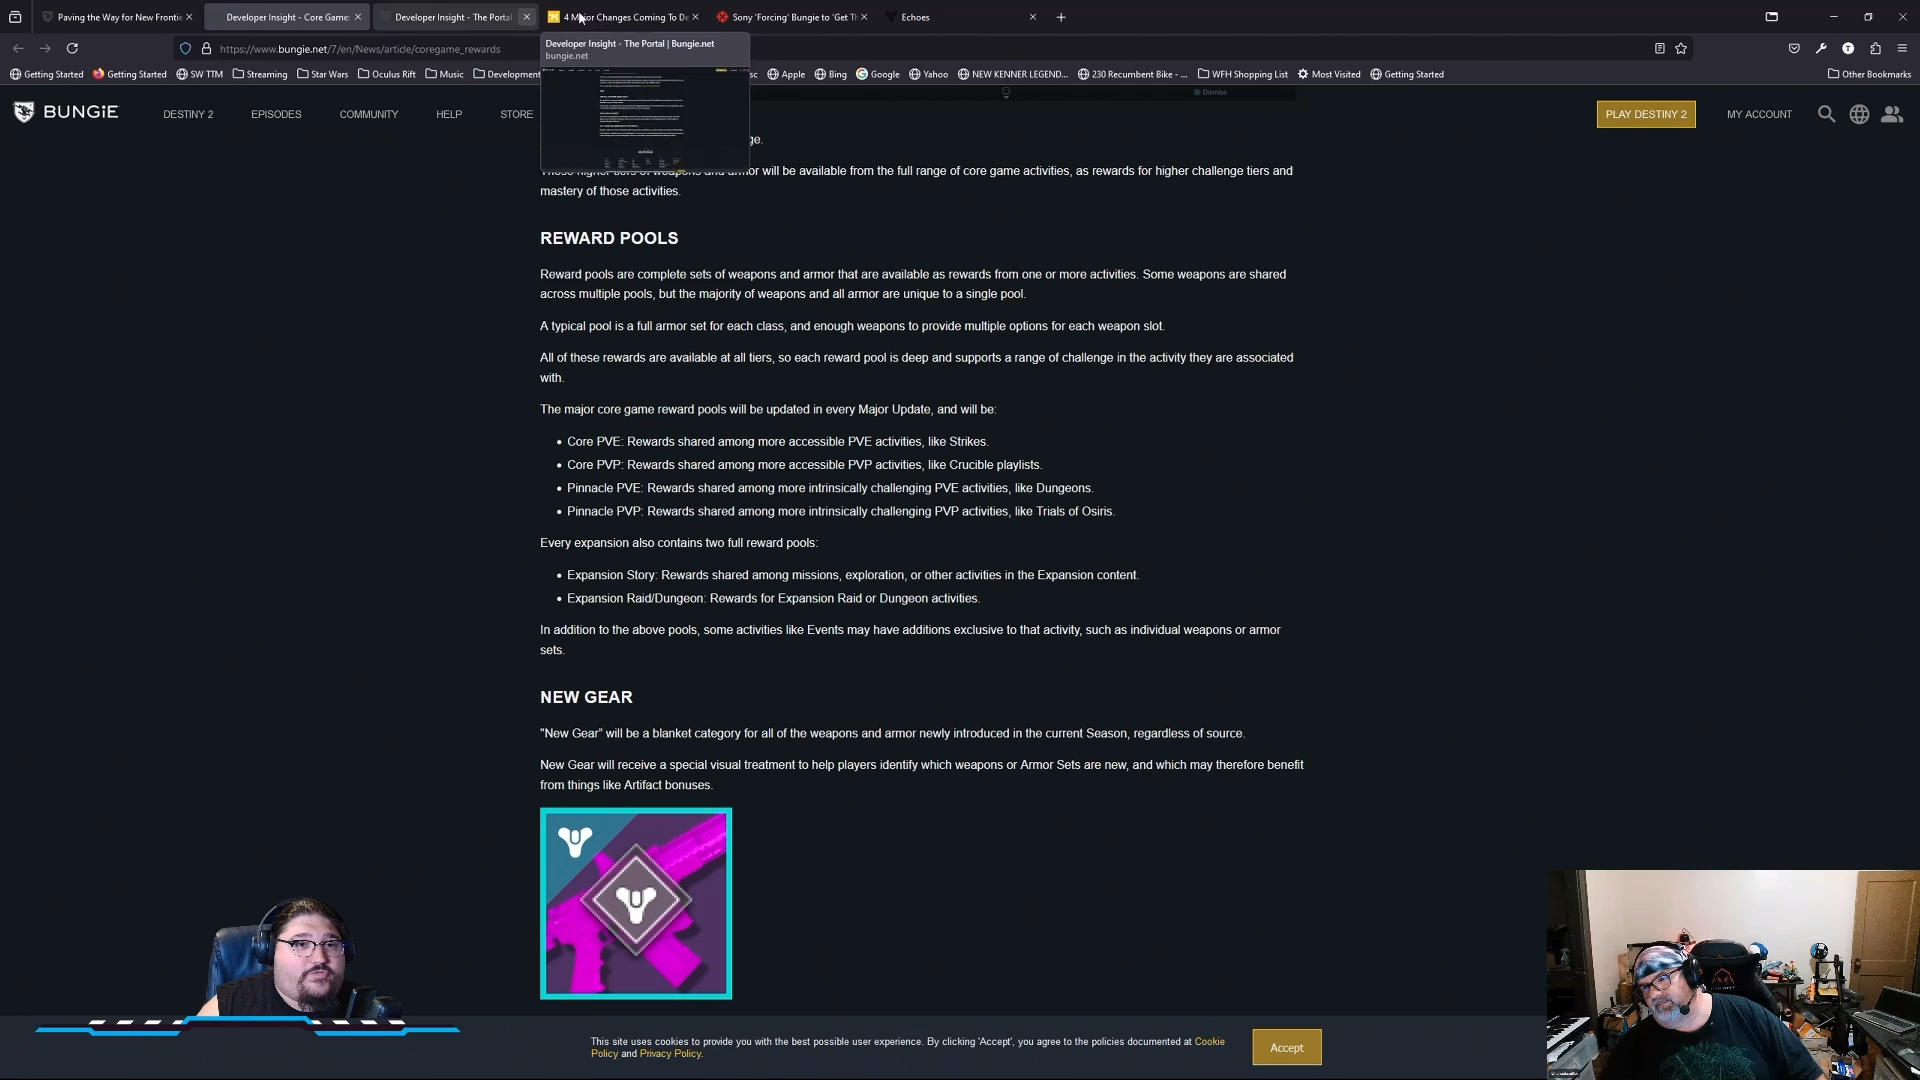 Paving the Way for New Frontie
Developer Insight - Core Game
Developer Insight - The Portal
4 Major Changes Coming To De
Sony 'Forcing' Bungie to 'Get Th
Echoes
https://www.bungie.net/7/en/News/article/coregame_rewards
Getting Started
Getting Started
SW TTM
Streaming
Star Wars
Oculus Rift
Music
Development
Apple
Bing
Google
Yahoo
NEW KENNER LEGEND...
230 Recumbent Bike - ...
WFH Shopping List
Most Visited
Getting Started
Other Bookmarks
Developer Insight - The Portal | Bungie.net
bungie.net
Dismiss
BUNGIE
DESTINY 2
EPISODES
COMMUNITY
HELP
STORE
PLAY DESTINY 2
MY ACCOUNT
These higher tiers of weapons and armor will be available from the full range of core game activities, as rewards for higher challenge tiers and
mastery of those activities.
REWARD POOLS
Reward pools are complete sets of weapons and armor that are available as rewards from one or more activities. Some weapons are shared
across multiple pools, but the majority of weapons and all armor are unique to a single pool.
A typical pool is a full armor set for each class, and enough weapons to provide multiple options for each weapon slot.
All of these rewards are available at all tiers, so each reward pool is deep and supports a range of challenge in the activity they are associated
with.
The major core game reward pools will be updated in every Major Update, and will be:
• Core PVE: Rewards shared among more accessible PVE activities, like Strikes.
• Core PVP: Rewards shared among more accessible PVP activities, like Crucible playlists.
• Pinnacle PVE: Rewards shared among more intrinsically challenging PVE activities, like Dungeons.
• Pinnacle PVP: Rewards shared among more intrinsically challenging PVP activities, like Trials of Osiris.
Every expansion also contains two full reward pools:
• Expansion Story: Rewards shared among missions, exploration, or other activities in the Expansion content.
• Expansion Raid/Dungeon: Rewards for Expansion Raid or Dungeon activities.
In addition to the above pools, some activities like Events may have additions exclusive to that activity, such as individual weapons or armor
sets.
NEW GEAR
"New Gear" will be a blanket category for all of the weapons and armor newly introduced in the current Season, regardless of source.
New Gear will receive a special visual treatment to help players identify which weapons or Armor Sets are new, and which may therefore benefit
from things like Artifact bonuses.
This site uses cookies to provide you with the best possible user experience. By clicking 'Accept', you agree to the policies documented at Cookie
Policy and Privacy Policy.
Accept